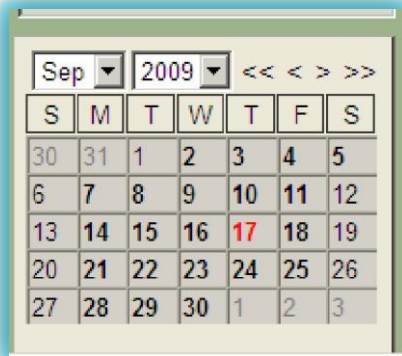 Sep 2009 << < > >>
S M T W T F S
30 31 1 2 3 4 5
6 7 8 9 10 11 12
13 14 15 16 17 18 19
20 21 22 23 24 25 26
27 28 29 30 1 2 3